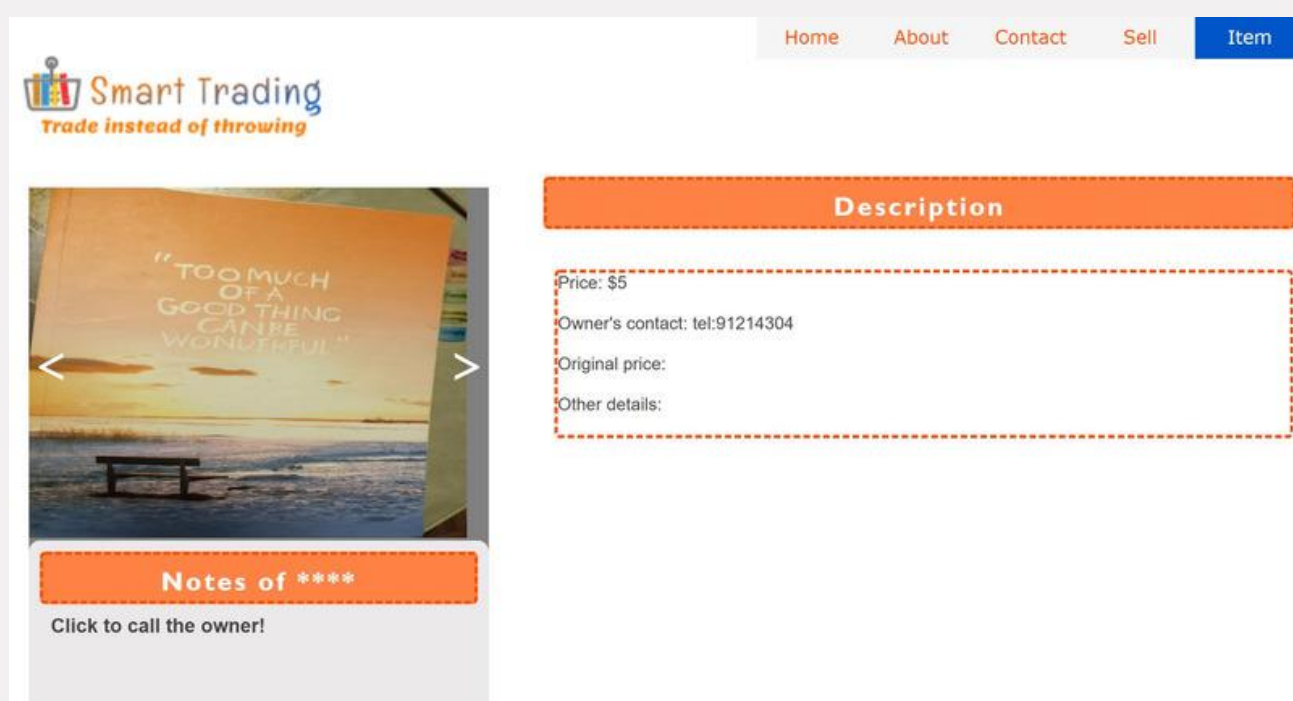 Home About Contact Sell Item
Smart Trading
Trade instead of throwing
"TOO MUCH
OF A
GOOD THING
CAN BE
WONDERFUL"
< >
Notes of ****
Click to call the owner!
Description
Price: $5
Owner's contact: tel:91214304
Original price:
Other details: